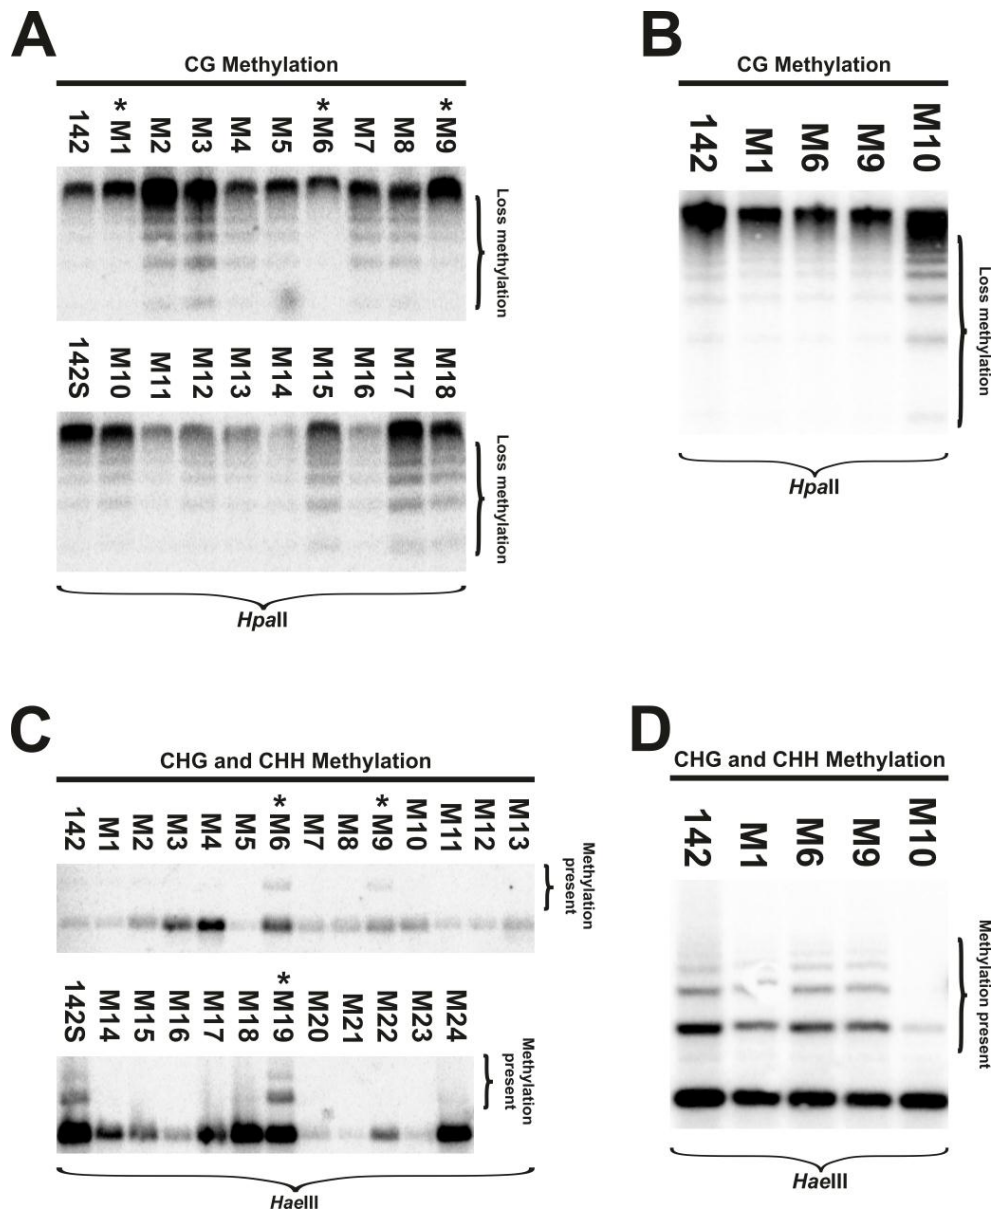 A
CG Methylation
142 *M1 M2 M3 M4 M5 *M6 M7 M8 *M9
Loss methylation
142S M10 M11 M12 M13 M14 M15 M16 M17 M18
Loss methylation
HpaII
B
CG Methylation
142 M1 M6 M9 M10
Loss methylation
HpaII
C
CHG and CHH Methylation
142 M1 M2 M3 M4 M5 *M6 M7 M8 *M9 M10 M11 M12 M13
Methylation
present
142S M14 M15 M16 M17 M18 *M19 M20 M21 M22 M23 M24
Methylation
present
HaeIII
D
CHG and CHH Methylation
142 M1 M6 M9 M10
Methylation present
HaeIII